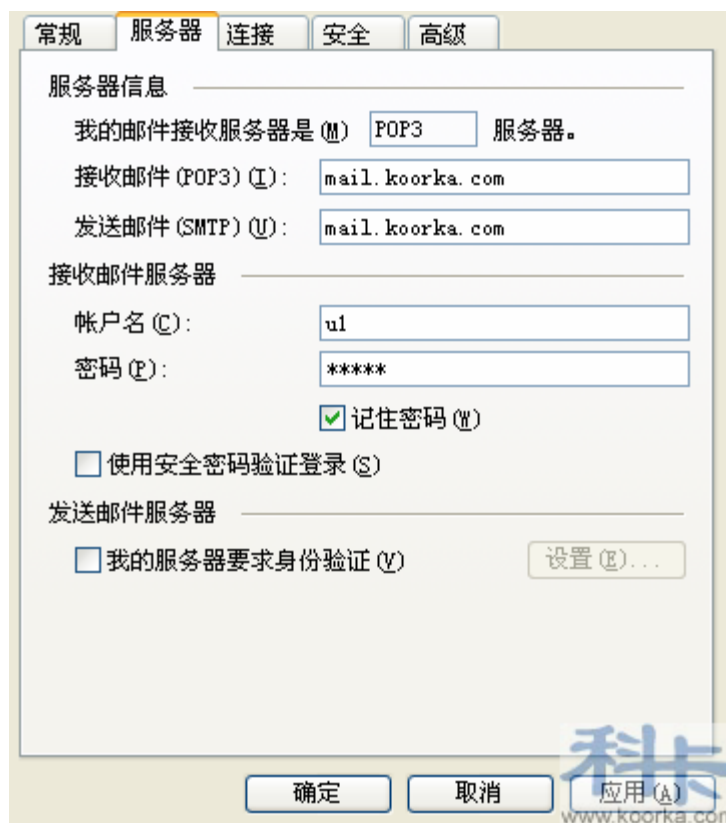 常规 服务器 连接 安全 高级
服务器信息
我的邮件接收服务器是(M) POP3 服务器。
接收邮件(POP3)(I): mail.koorka.com
发送邮件(SMTP)(U): mail.koorka.com
接收邮件服务器
帐户名(C): u1
密码(P): *****
记住密码(W)
使用安全密码验证登录(S)
发送邮件服务器
我的服务器要求身份验证(V) 设置(E)...
科卡
确定 取消 应用(A)
www.koorka.com